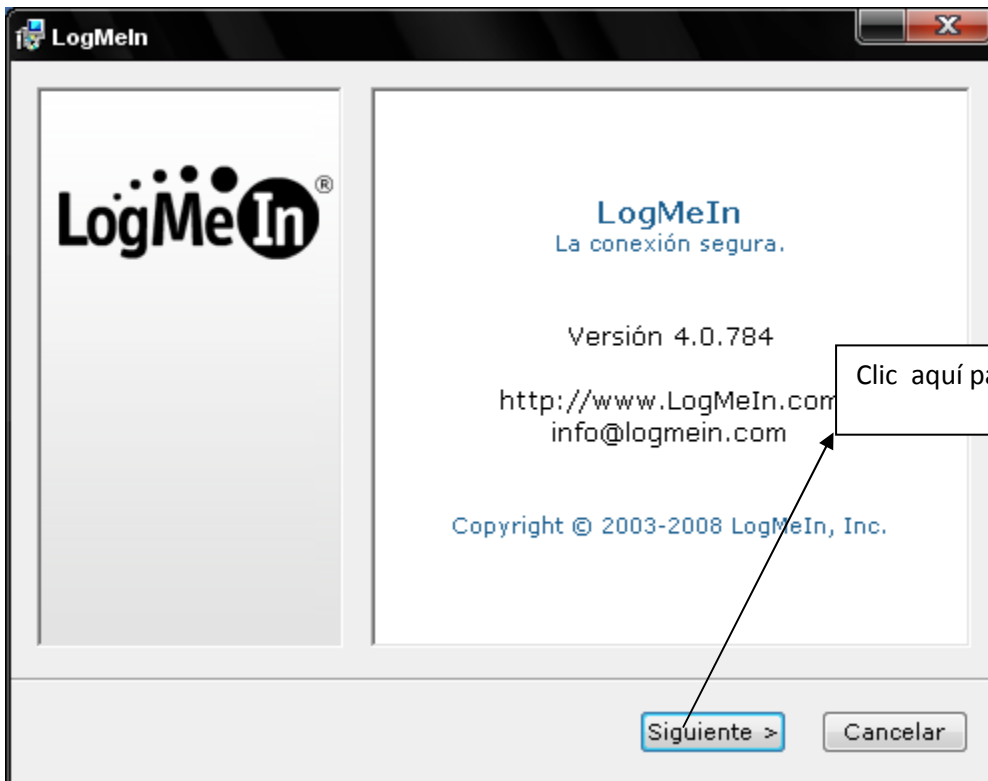 LogMeIn
LogMeIn®
LogMeIn
La conexión segura.
Versión 4.0.784
Clic aquí
http://www.LogMeIn.com
info@logmein.com
Copyright © 2003-2008 LogMeIn, Inc.
Siguiente >
Cancelar